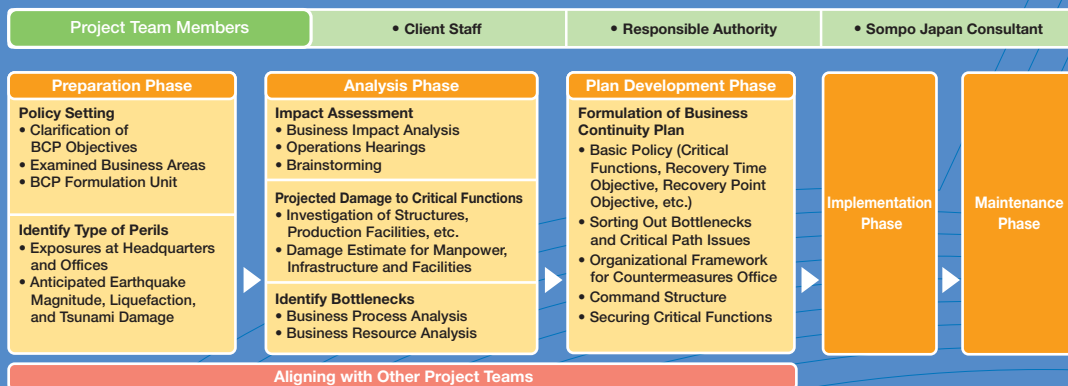 Project Team Members
• Client Staff
• Responsible Authority
• Sompo Japan Consultant
Preparation Phase
Policy Setting
• Clarification of
BCP Objectives
• Examined Business Areas
• BCP Formulation Unit
Identify Type of Perils
• Exposures at Headquarters
and Offices
• Anticipated Earthquake
Magnitude, Liquefaction,
and Tsunami Damage
Analysis Phase
Impact Assessment
• Business Impact Analysis
• Operations Hearings
• Brainstorming
Projected Damage to Critical Functions
• Investigation of Structures,
Production Facilities, etc.
• Damage Estimate for Manpower,
Infrastructure and Facilities
Identify Bottlenecks
• Business Process Analysis
• Business Resource Analysis
Plan Development Phase
Formulation of Business
Continuity Plan
• Basic Policy (Critical
Functions, Recovery Time
Objective, Recovery Point
Objective, etc.)
• Sorting Out Bottlenecks
and Critical Path Issues
• Organizational Framework
for Countermeasures Office
• Command Structure
• Securing Critical Functions
Implementation
Phase
Maintenance
Phase
Aligning with Other Project Teams